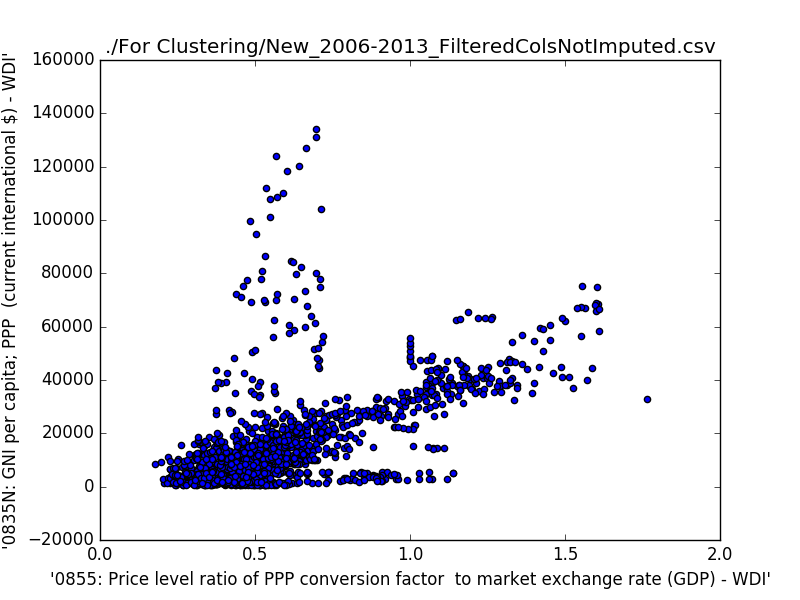 ./For Clustering/New_2006-2013_FilteredColsNotImputed.csv
'0835N: GNI per capita; PPP  (current international $) - WDI'
160000
140000
120000
100000
80000
60000
40000
20000
0
−20000
0.0 0.5 1.0 1.5 2.0
'0855: Price level ratio of PPP conversion factor  to market exchange rate (GDP) - WDI'